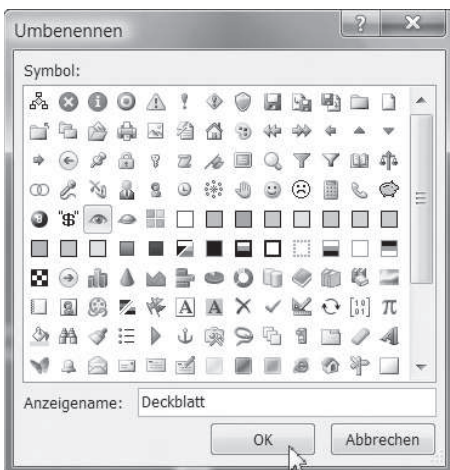 Umbenennen
Symbol:
"$"
A A
π
A
Anzeigename: Deckblatt
OK Abbrechen